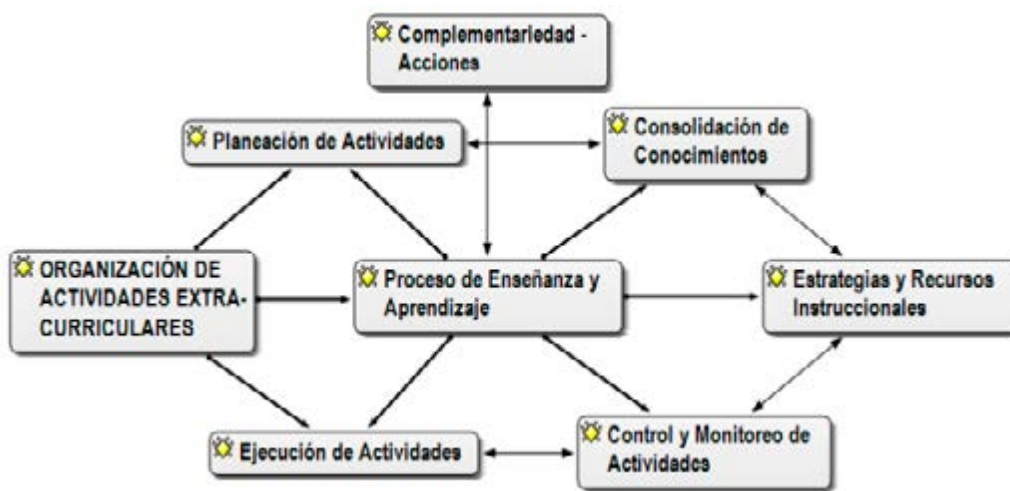 Complementarledad -
Acciones
Planeación de Actividades
Consolidación de
Conocimientos
ORGANIZACIÓN DE
ACTIVIDADES EXTRA-
CURRICULARES
Proceso de Enseñanza y
Aprendizaje
Estrategias y Recursos
Instruccionales
Ejecución de Actividades
Control y Monitoreo de
Actividades